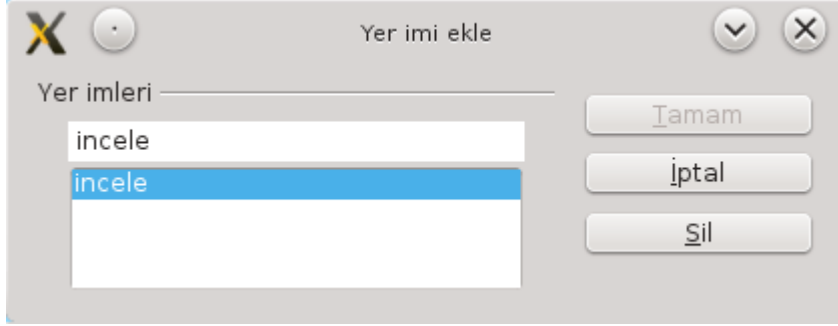 Yer imi ekle
Yer imleri
incele
incele
Tamam
İptal
Sil